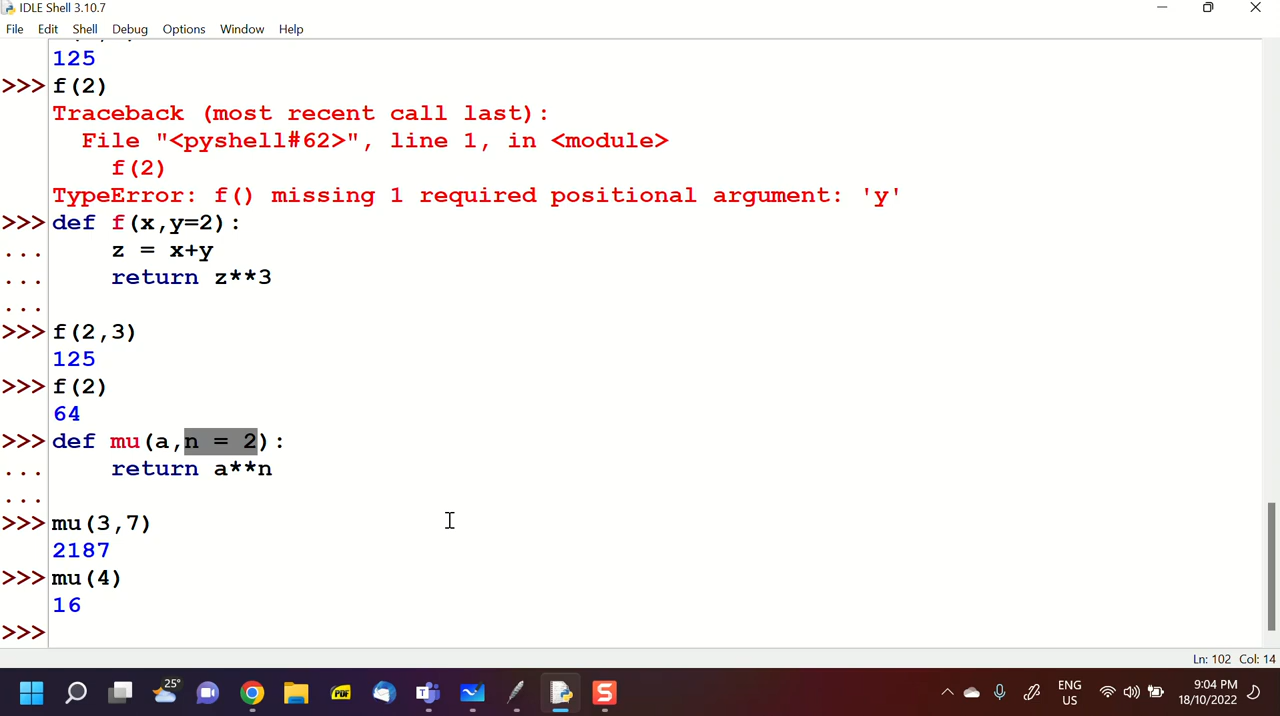 IDLE Shell 3.10.7
File Edit Shell Debug Options Window Help
125
>>> f(2)
Traceback (most recent call last):
  File "<pyshell#62>", line 1, in <module>
    f(2)
TypeError: f() missing 1 required positional argument: 'y'
>>> def f(x,y=2):
...     z = x+y
...     return z**3
...
>>> f(2,3)
125
>>> f(2)
64
>>> def mu(a,n = 2):
...     return a**n
...
>>> mu(3,7)
2187
>>> mu(4)
16
>>>
Ln: 102 Col: 14
25°
PDF
S
ENG
US
9:04 PM
18/10/2022